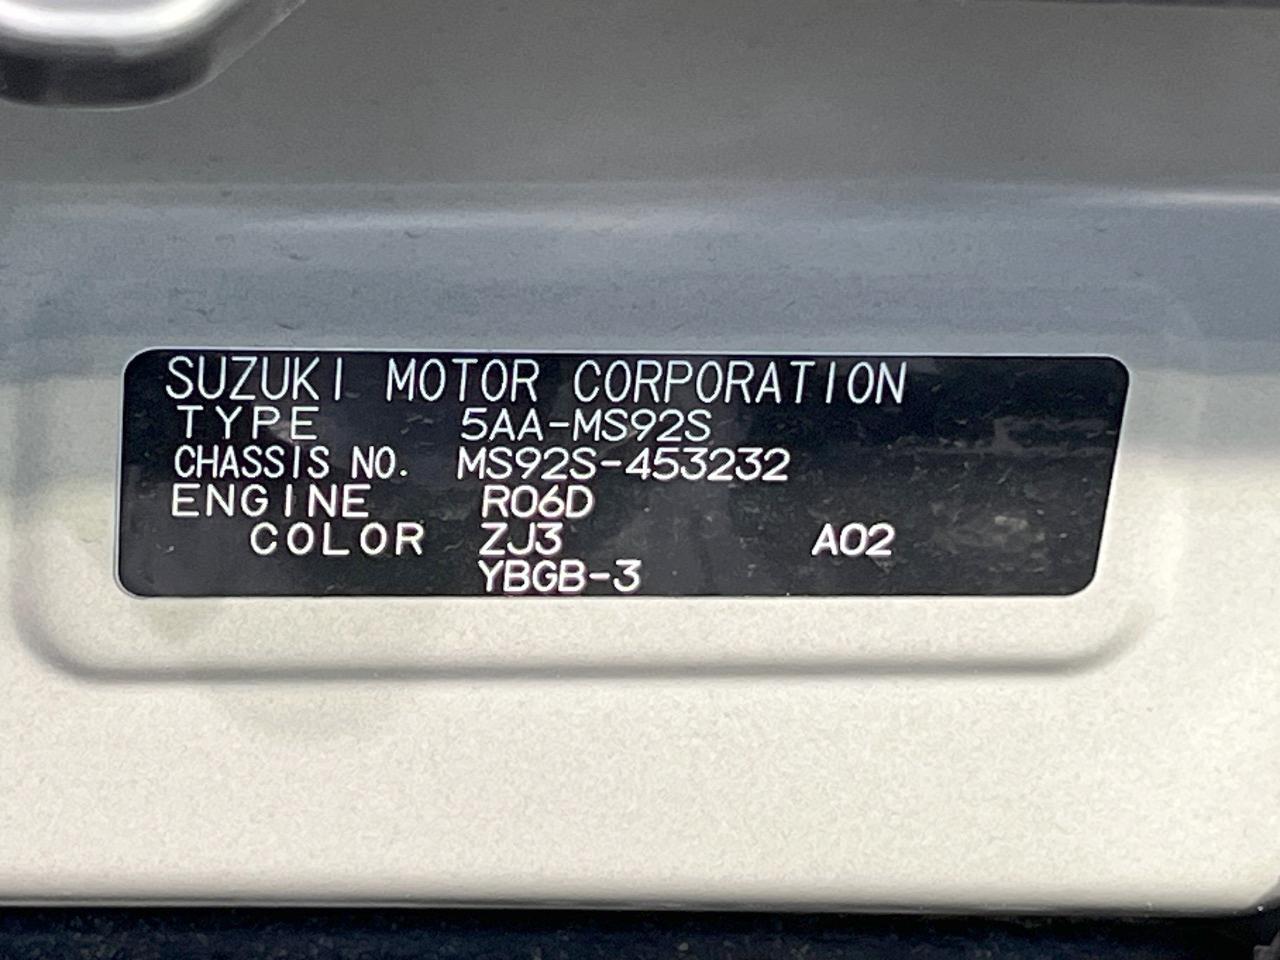 SUZUKI MOTOR CORPORATION
TYPE 5AA-MS92S
CHASSIS NO. MS92S-453232
ENGINE R06D
COLOR ZJ3 A02
YBGB-3